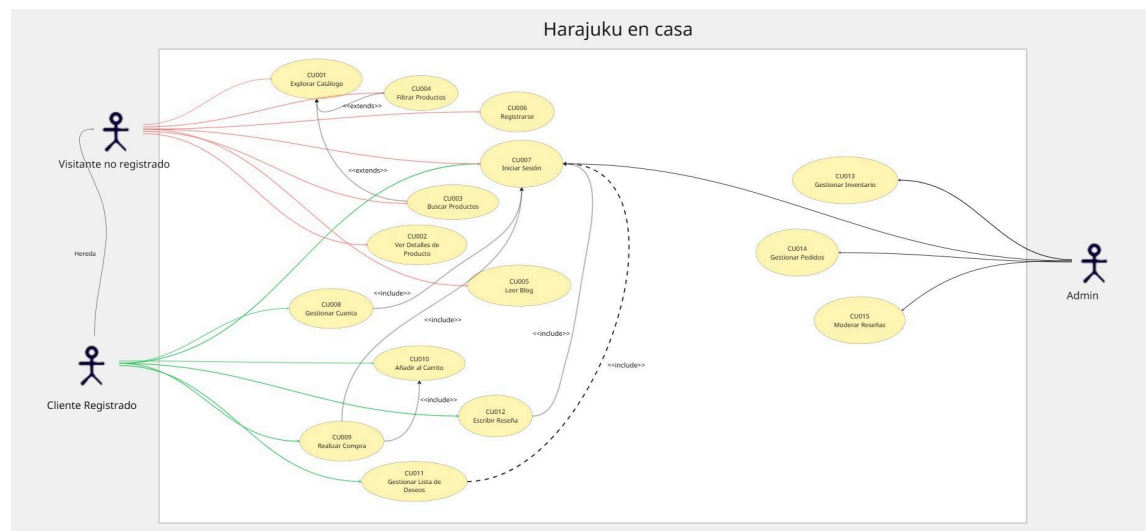 Harajuku en casa
CU001
Explorar Catálogo
CU004
Filtrar Productos
<<extends>>
CU006
Registrarse
Visitante no registrado
CU007
Iniciar Sesión
<<extends>>
CU013
Gestionar Inventario
CU003
Buscar Productos
CU002
Ver Detalles de
Producto
Hereda
CU014
Gestionar Pedidos
CU005
Leer Blog
<<include>>
Admin
CU008
Gestionar Cuenta
<<include>>
<<include>>
CU015
Moderar Reseñas
CU010
Añadir al Carrito
<<include>>
Cliente Registrado
<<include>>
CU012
Escribir Reseña
CU009
Realizar Compra
CU011
Gestionar Lista de
Deseos